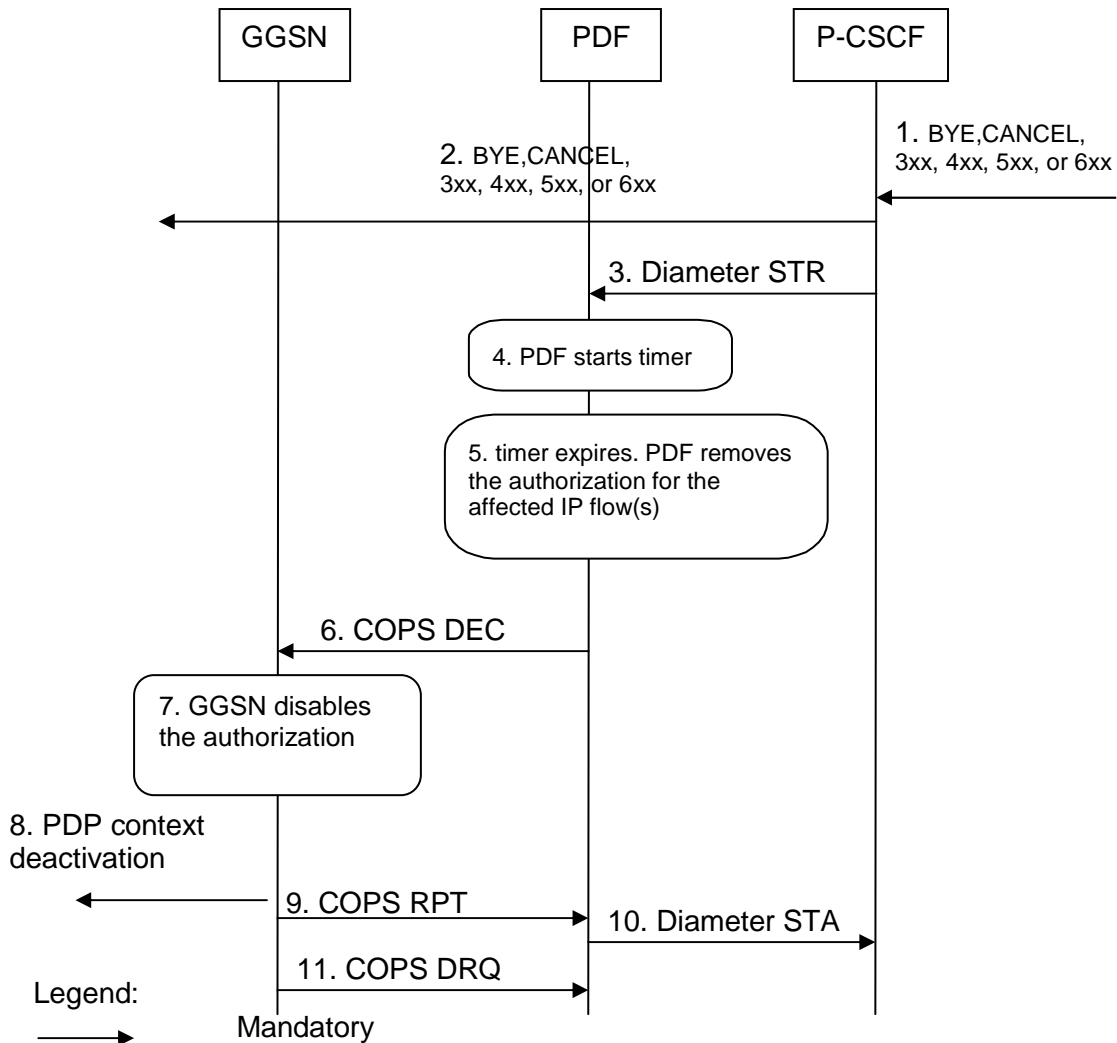 GGSN
PDF
P-CSCF
1. BYE,CANCEL,
3xx, 4xx, 5xx, or 6xx
2. BYE,CANCEL,
3xx, 4xx, 5xx, or 6xx
3. Diameter STR
4. PDF starts timer
5. timer expires. PDF removes
the authorization for the
affected IP flow(s)
6. COPS DEC
7. GGSN disables
the authorization
8. PDP context
deactivation
9. COPS RPT
10. Diameter STA
11. COPS DRQ
Legend:
Mandatory